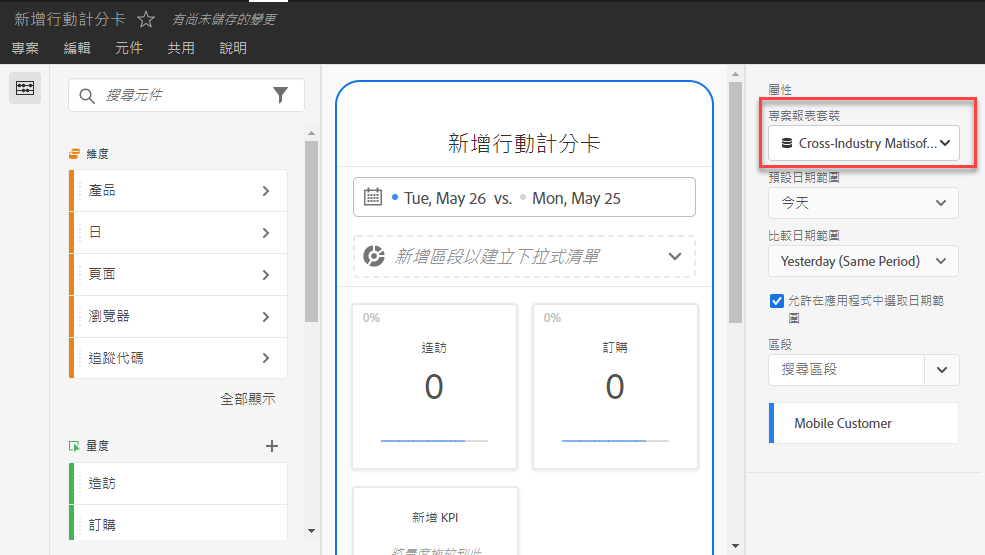 新增行動計分卡 有尚未儲存的變更
專案 編輯 元件 共用 說明
搜尋元件
維度
產品
日
頁面
瀏覽器
追蹤代碼
全部顯示
量度
造訪
訂購
新增行動計分卡
Tue, May 26 vs. Mon, May 25
新增區段以建立下拉式清單
0%
造訪
0
0%
訂購
0
新增 KPI
將量度拖放到此
屬性
專案報表套裝
Cross-Industry Matisof...
預設日期範圍
今天
比較日期範圍
Yesterday (Same Period)
允許在應用程式中選取日期範
圍
區段
搜尋區段
Mobile Customer